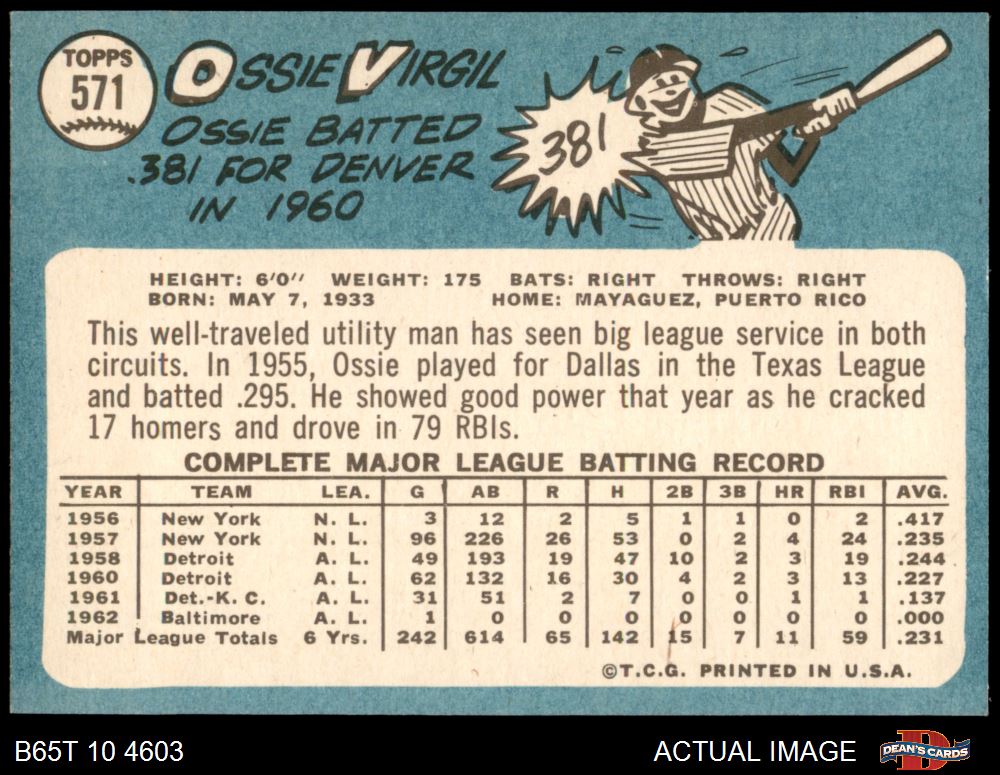 TOPPS
571
OSSIE VIRGIL
OSSIE BATTED
.381 FOR DENVER
IN 1960
381
HEIGHT: 6'0" WEIGHT: 175 BATS: RIGHT THROWS: RIGHT
BORN: MAY 7, 1933 HOME: MAYAGUEZ, PUERTO RICO
This well-traveled utility man has seen big league service in both
circuits. In 1955, Ossie played for Dallas in the Texas League
and batted .295. He showed good power that year as he cracked
17 homers and drove in 79 RBIs.
COMPLETE MAJOR LEAGUE BATTING RECORD
YEAR TEAM LEA. G AB R H 2B 3B HR RBI AVG.
1956 New York N. L. 3 12 2 5 1 1 0 2 .417
1957 New York N. L. 96 226 26 53 0 2 4 24 .235
1958 Detroit A. L. 49 193 19 47 10 2 3 19 .244
1960 Detroit A. L. 62 132 16 30 4 2 3 13 .227
1961 Det.-K. C. A. L. 31 51 2 7 0 0 1 1 .137
1962 Baltimore A. L. 1 0 0 0 0 0 0 0 .000
Major League Totals 6 Yrs. 242 614 65 142 15 7 11 59 .231
©T.C.G. PRINTED IN U.S.A.
B65T 10 4603 ACTUAL IMAGE DEAN'S CARDS